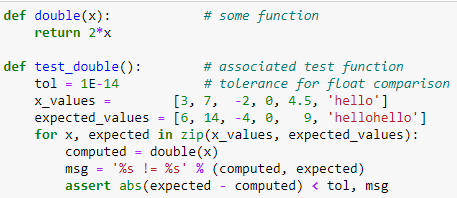 def double(x):             # some function
    return 2*x

def test_double():         # associated test function
    tol = 1E-14            # tolerance for float comparison
    x_values =        [3, 7,  -2, 0, 4.5, 'hello']
    expected_values = [6, 14, -4, 0,   9, 'hellohello']
    for x, expected in zip(x_values, expected_values):
        computed = double(x)
        msg = '%s != %s' % (computed, expected)
        assert abs(expected - computed) < tol, msg